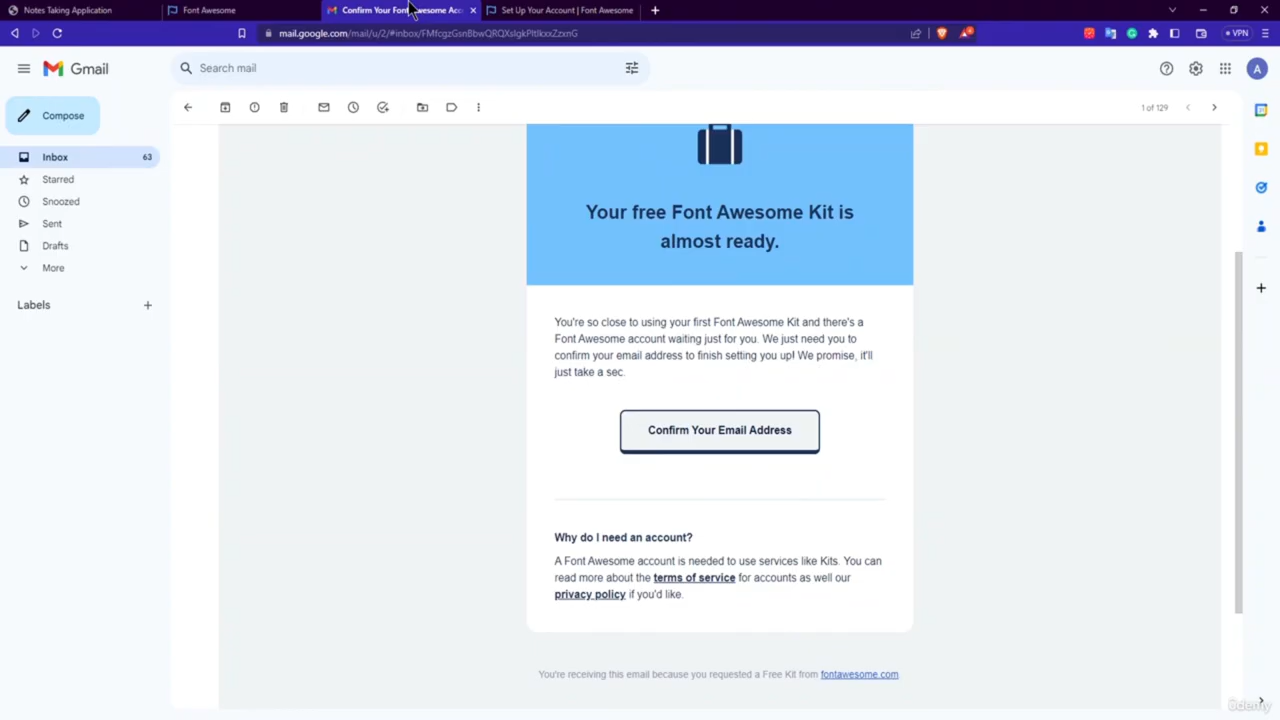 Notes Taking Application
Font Awesome
Confirm Your Font Awesome Acc
Set Up Your Account | Font Awesome
VPN
Gmail
Search mail
A
Compose
1 of 129
Inbox 63
Starred
Snoozed
Sent
Drafts
More
Labels
Your free Font Awesome Kit is
almost ready.
You're so close to using your first Font Awesome Kit and there's a
Font Awesome account waiting just for you. We just need you to
confirm your email address to finish setting you up! We promise, it'll
just take a sec.
Confirm Your Email Address
Why do I need an account?
A Font Awesome account is needed to use services like Kits. You can
read more about the terms of service for accounts as well our
privacy policy if you'd like.
You're receiving this email because you requested a Free Kit from fontawesome.com.
ûdemy